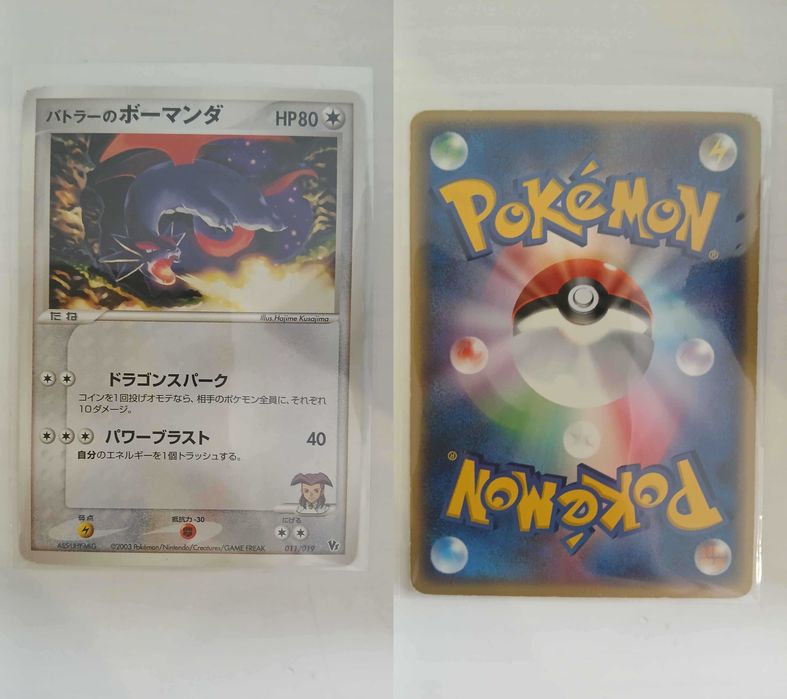 バトラーのボーマンダ HP80
たね
Illus.Hajime Kusajima
ドラゴンスパーク
コインを1回投げオモテなら、相手のポケモン全員に、それぞれ
10ダメージ。
パワーブラスト 40
自分のエネルギーを1個トラッシュする。
弱点 抵抗力 -30 にげる
©2003 Pokémon/Nintendo/Creatures/GAME FREAK 011/019 VS
POKéMON®
POKéMON®